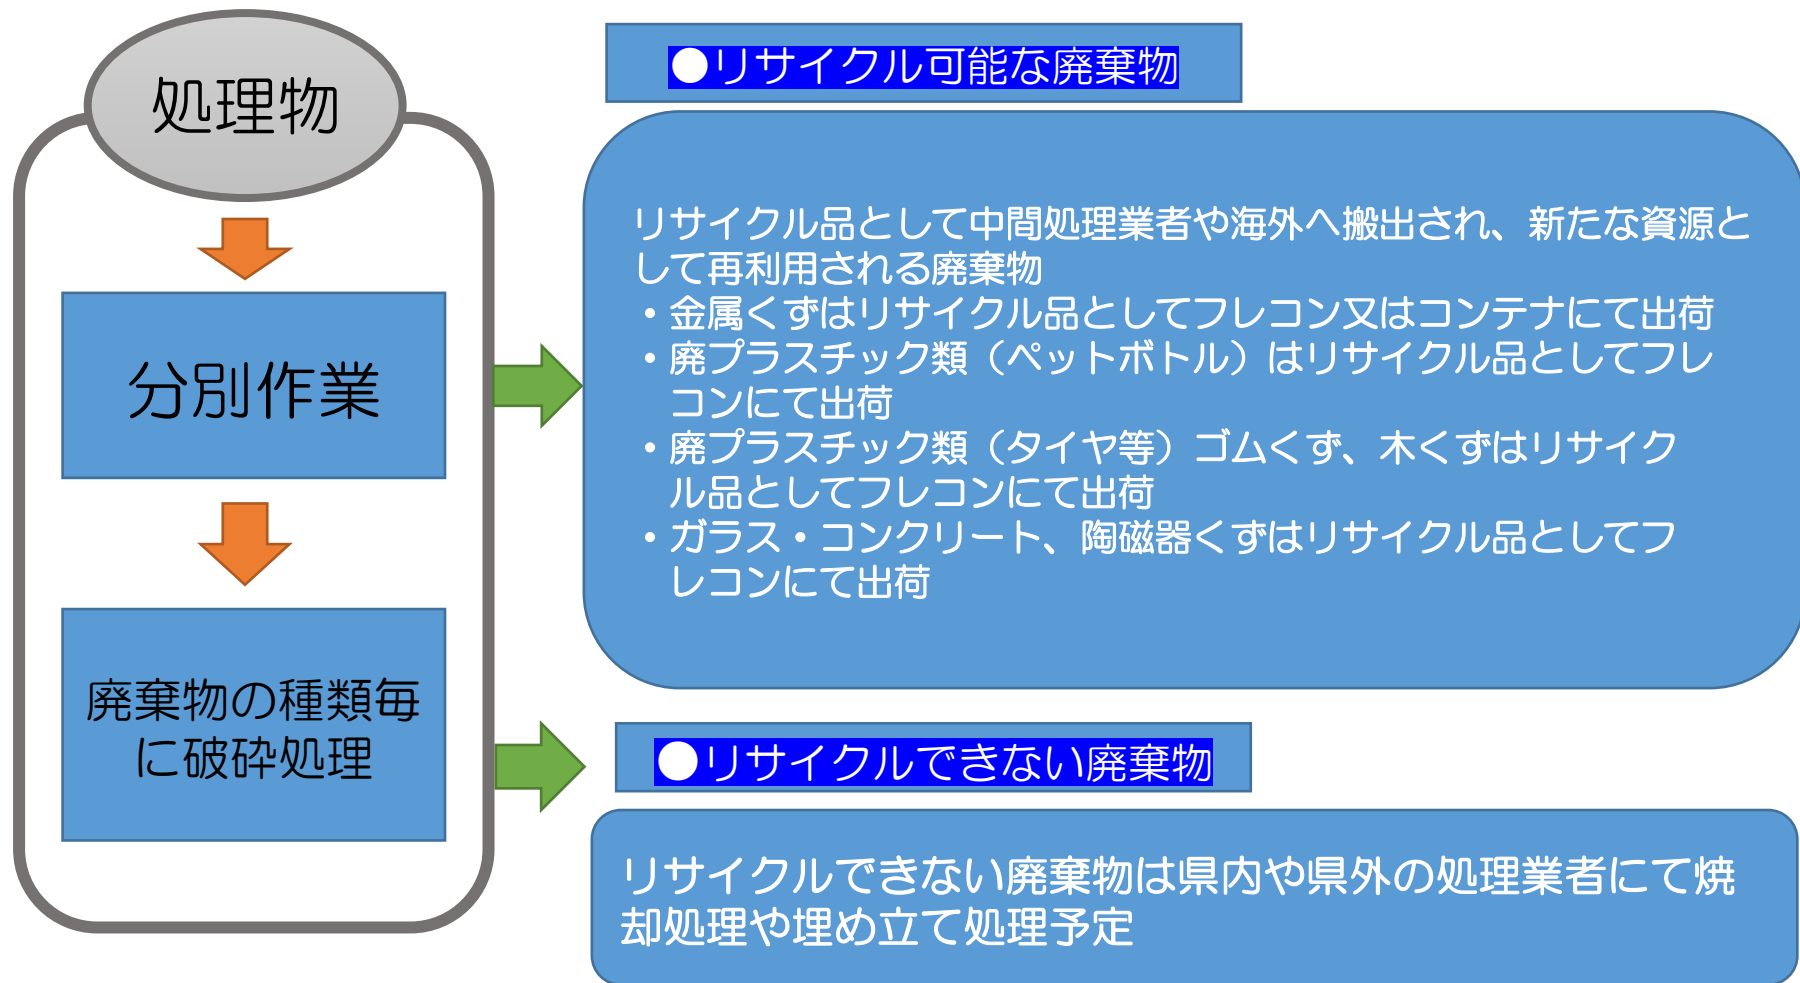 処理物
分別作業
廃棄物の種類毎
に破砕処理
●リサイクル可能な廃棄物
リサイクル品として中間処理業者や海外へ搬出され、新たな資源と
して再利用される廃棄物
・金属くずはリサイクル品としてフレコン又はコンテナにて出荷
・廃プラスチック類（ペットボトル）はリサイクル品としてフレ
コンにて出荷
・廃プラスチック類（タイヤ等）ゴムくず、木くずはリサイク
ル品としてフレコンにて出荷
・ガラス・コンクリート、陶磁器くずはリサイクル品としてフ
レコンにて出荷
●リサイクルできない廃棄物
リサイクルできない廃棄物は県内や県外の処理業者にて焼
却処理や埋め立て処理予定